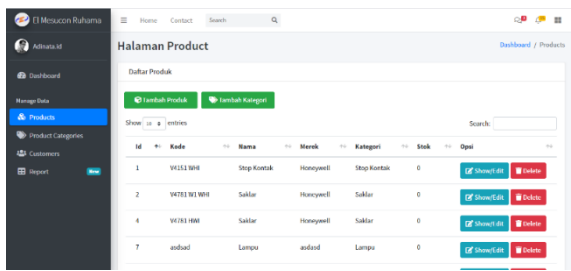 El Mesucon Ruhama
Home Contact Search
Adinata.id
Halaman Product
Dashboard / Products
Dashboard
Daftar Produk
Manage Data
Tambah Produk Tambah Kategori
Products
Show 10 entries Search:
Product Categories
Customers
Id Kode Nama Merek Kategori Stok Opsi
Report New
1 V4151 WHI Stop Kontak Honeywell Stop Kontak 0 Show/Edit Delete
2 V4781 W1 WHI Saklar Honeywell Saklar 0 Show/Edit Delete
4 V4781 HWI Saklar Honeywell Saklar 0 Show/Edit Delete
7 asdsad Lampu asdasd Lampu 0 Show/Edit Delete